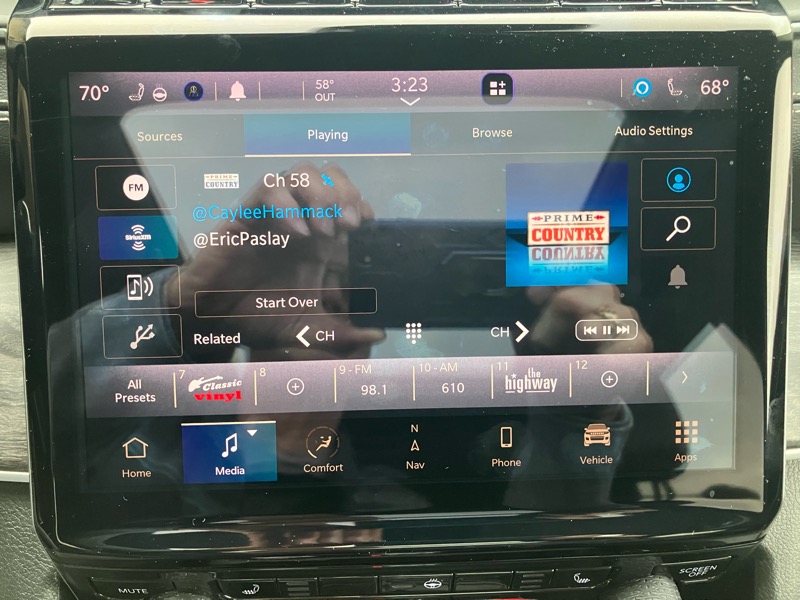 70°
58°
OUT
3:23
68°
Sources
Playing
Browse
Audio Settings
FM
SiriusXM
PRIME
COUNTRY
Ch 58
@CayleeHammack
@EricPaslay
PRIME
COUNTRY
Start Over
Related
CH
CH
All
Presets
7
Classic
vinyl
8
9 - FM
98.1
10 - AM
610
11
the
highway
12
Home
Media
Comfort
N
Nav
Phone
Vehicle
Apps
MUTE
SCREEN
OFF